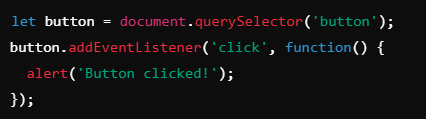 let button = document.querySelector('button');
button.addEventListener('click', function() {
  alert('Button clicked!');
});